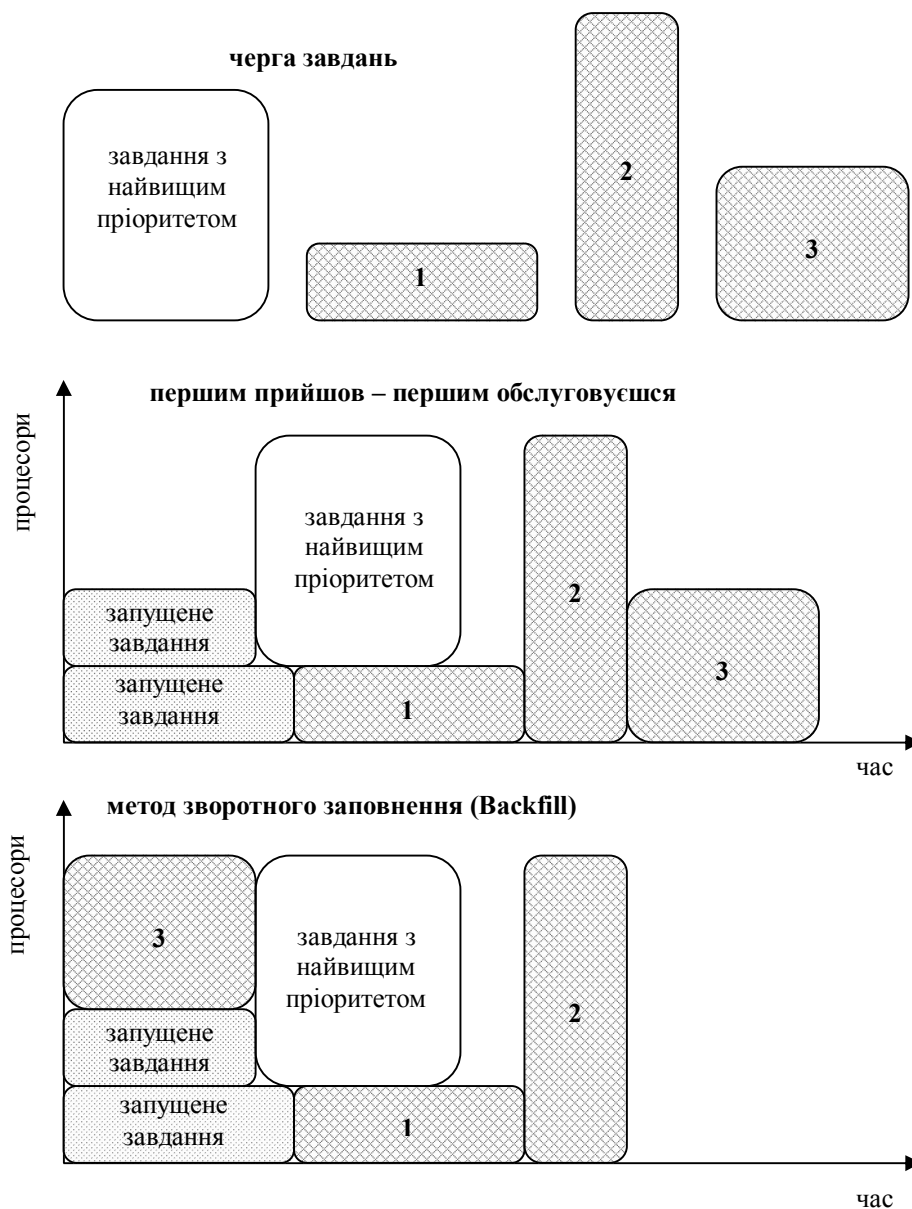 черга завдань
завдання з
найвищим
пріоритетом
1
2
3
першим прийшов – першим обслуговуєшся
процесори
запущене
завдання
запущене
завдання
завдання з
найвищим
пріоритетом
1
2
3
час
метод зворотного заповнення (Backfill)
процесори
3
запущене
завдання
запущене
завдання
завдання з
найвищим
пріоритетом
1
2
час